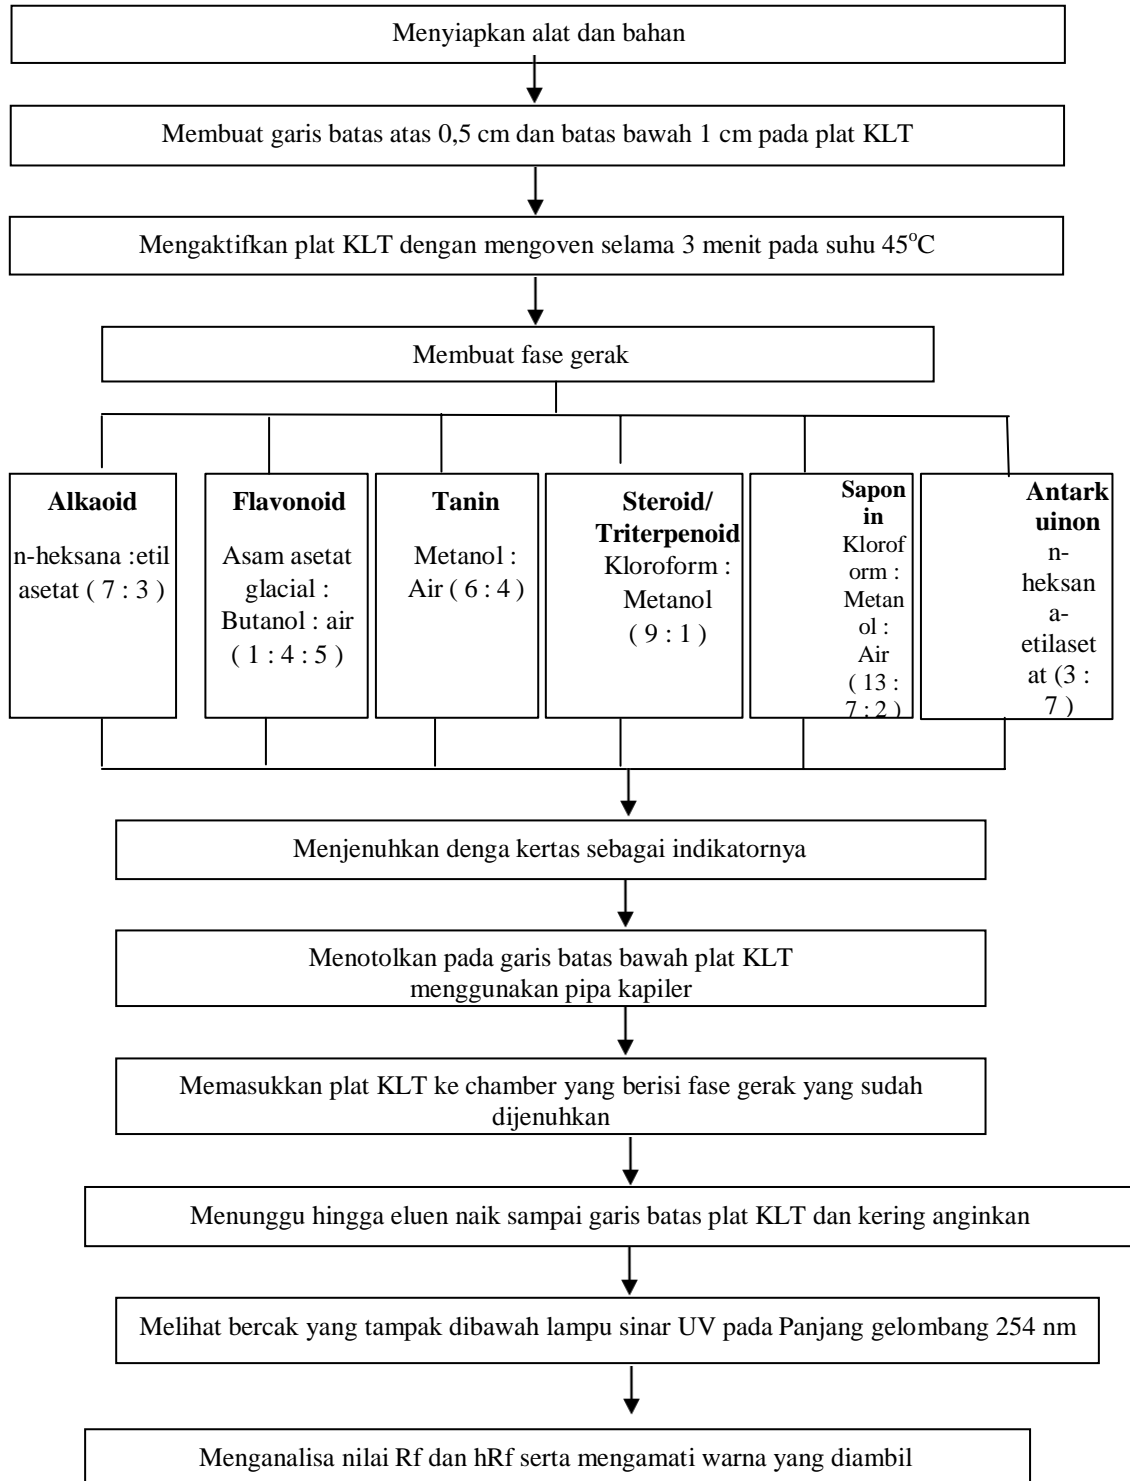 Menyiapkan alat dan bahan
Membuat garis batas atas 0,5 cm dan batas bawah 1 cm pada plat KLT
Mengaktifkan plat KLT dengan mengoven selama 3 menit pada suhu 45°C
Membuat fase gerak
Alkaoid
n-heksana :etil
asetat ( 7 : 3 )
Flavonoid
Asam asetat
glacial :
Butanol : air
( 1 : 4 : 5 )
Tanin
Metanol :
Air ( 6 : 4 )
Steroid/
Triterpenoid
Kloroform :
Metanol
( 9 : 1 )
Sapon
in
Klorof
orm :
Metan
ol :
Air
( 13 :
7 : 2 )
Antark
uinon
n-
heksan
a-
etilaset
at (3 :
7 )
Menjenuhkan denga kertas sebagai indikatornya
Menotolkan pada garis batas bawah plat KLT
menggunakan pipa kapiler
Memasukkan plat KLT ke chamber yang berisi fase gerak yang sudah
dijenuhkan
Menunggu hingga eluen naik sampai garis batas plat KLT dan kering anginkan
Melihat bercak yang tampak dibawah lampu sinar UV pada Panjang gelombang 254 nm
Menganalisa nilai Rf dan hRf serta mengamati warna yang diambil